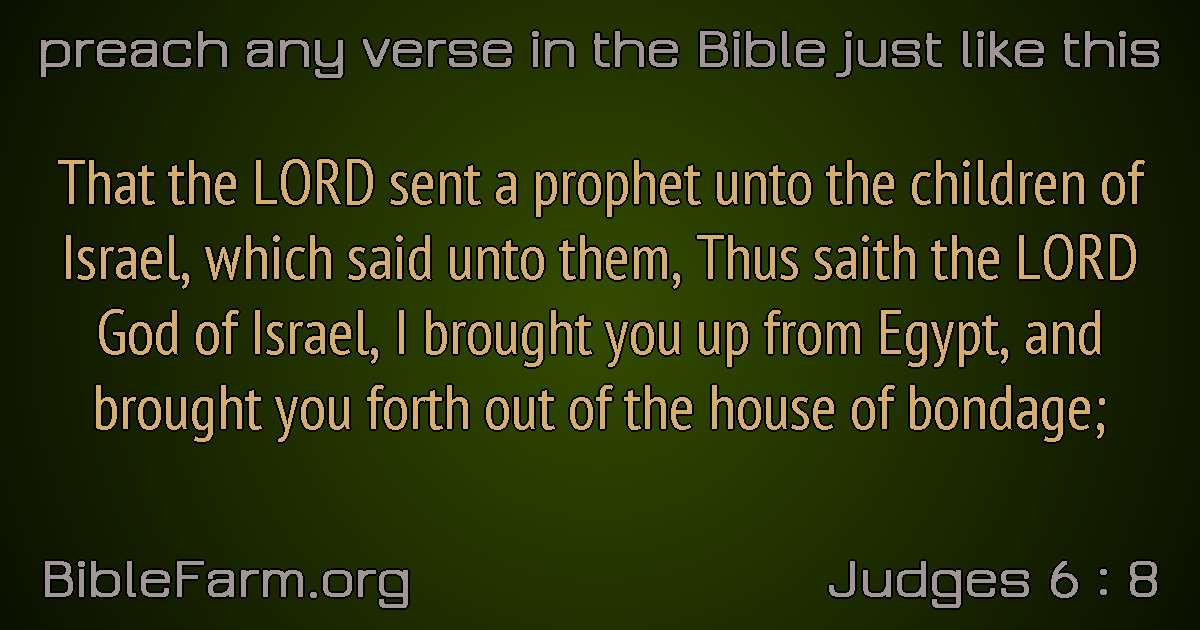 preach any verse in the Bible just like this
That the LORD sent a prophet unto the children of
Israel, which said unto them, Thus saith the LORD
God of Israel, I brought you up from Egypt, and
brought you forth out of the house of bondage;
BibleFarm.org
Judges 6 : 8